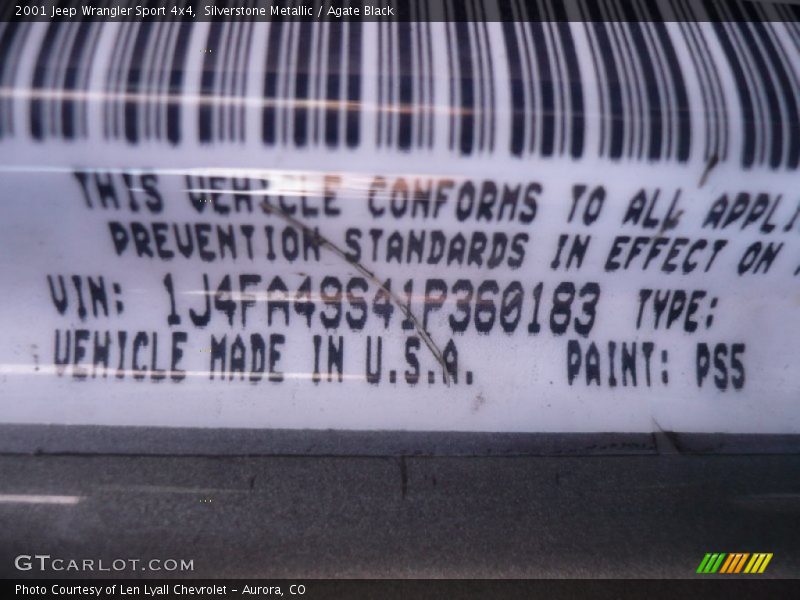 2001 Jeep Wrangler Sport 4x4, Silverstone Metallic / Agate Black
THIS VEHICLE CONFORMS TO ALL APPLI
PREVENTION STANDARDS IN EFFECT ON
VIN: 1J4FA49S41P360183 TYPE:
VEHICLE MADE IN U.S.A. PAINT: PS5
GTCARLOT.COM
Photo Courtesy of Len Lyall Chevrolet – Aurora, CO